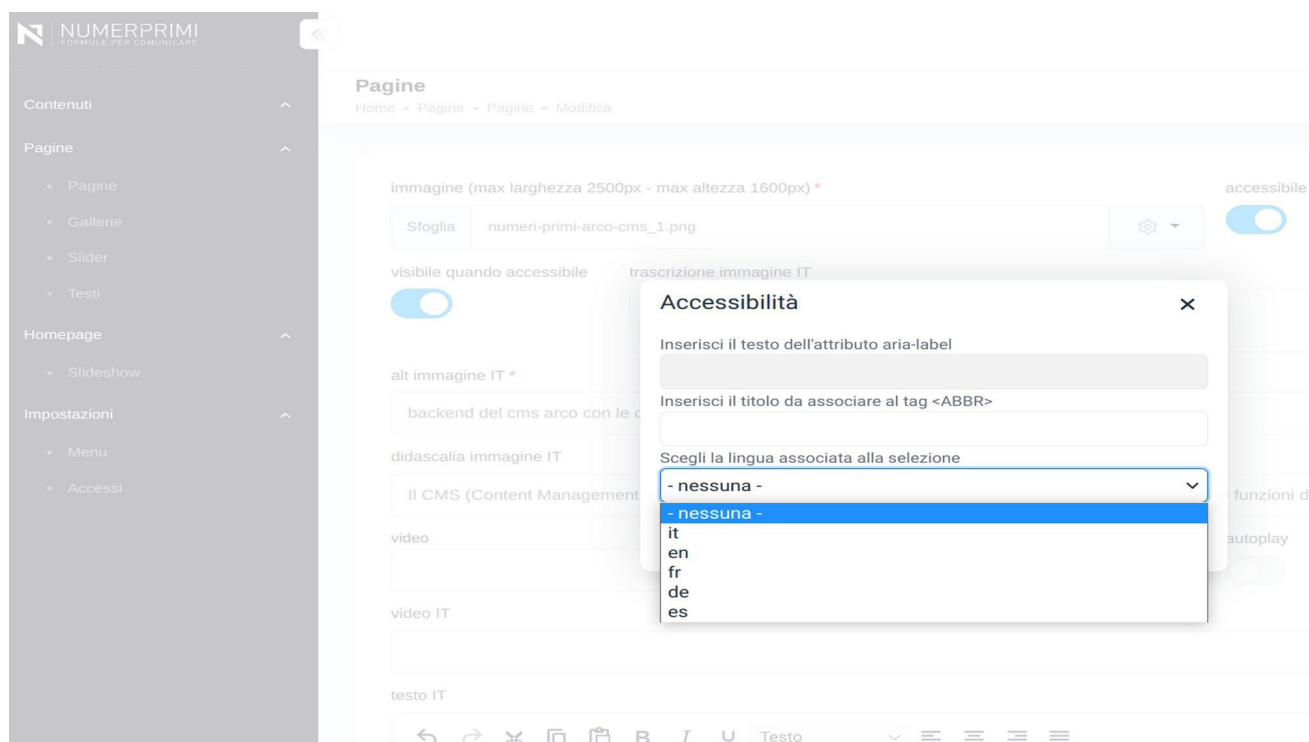 NUMERPRIMI
FORMULE PER COMUNICARE
Contenuti
Pagine
Pagine
Gallerie
Slider
Testi
Homepage
Slideshow
Impostazioni
Menu
Accessi
Pagine
Home - Pagine - Pagine - Modifica
immagine (max larghezza 2500px - max altezza 1600px) *
accessibile
Sfoglia numeri-primi-arco-cms_1.png
visibile quando accessibile
trascrizione immagine IT
alt immagine IT *
backend del cms arco con le
didascalia immagine IT
Il CMS (Content Management
funzioni
video
autoplay
video IT
testo IT
B I U Testo
Accessibilità
Inserisci il testo dell'attributo aria-label
Inserisci il titolo da associare al tag <ABBR>
Scegli la lingua associata alla selezione
- nessuna -
- nessuna -
it
en
fr
de
es